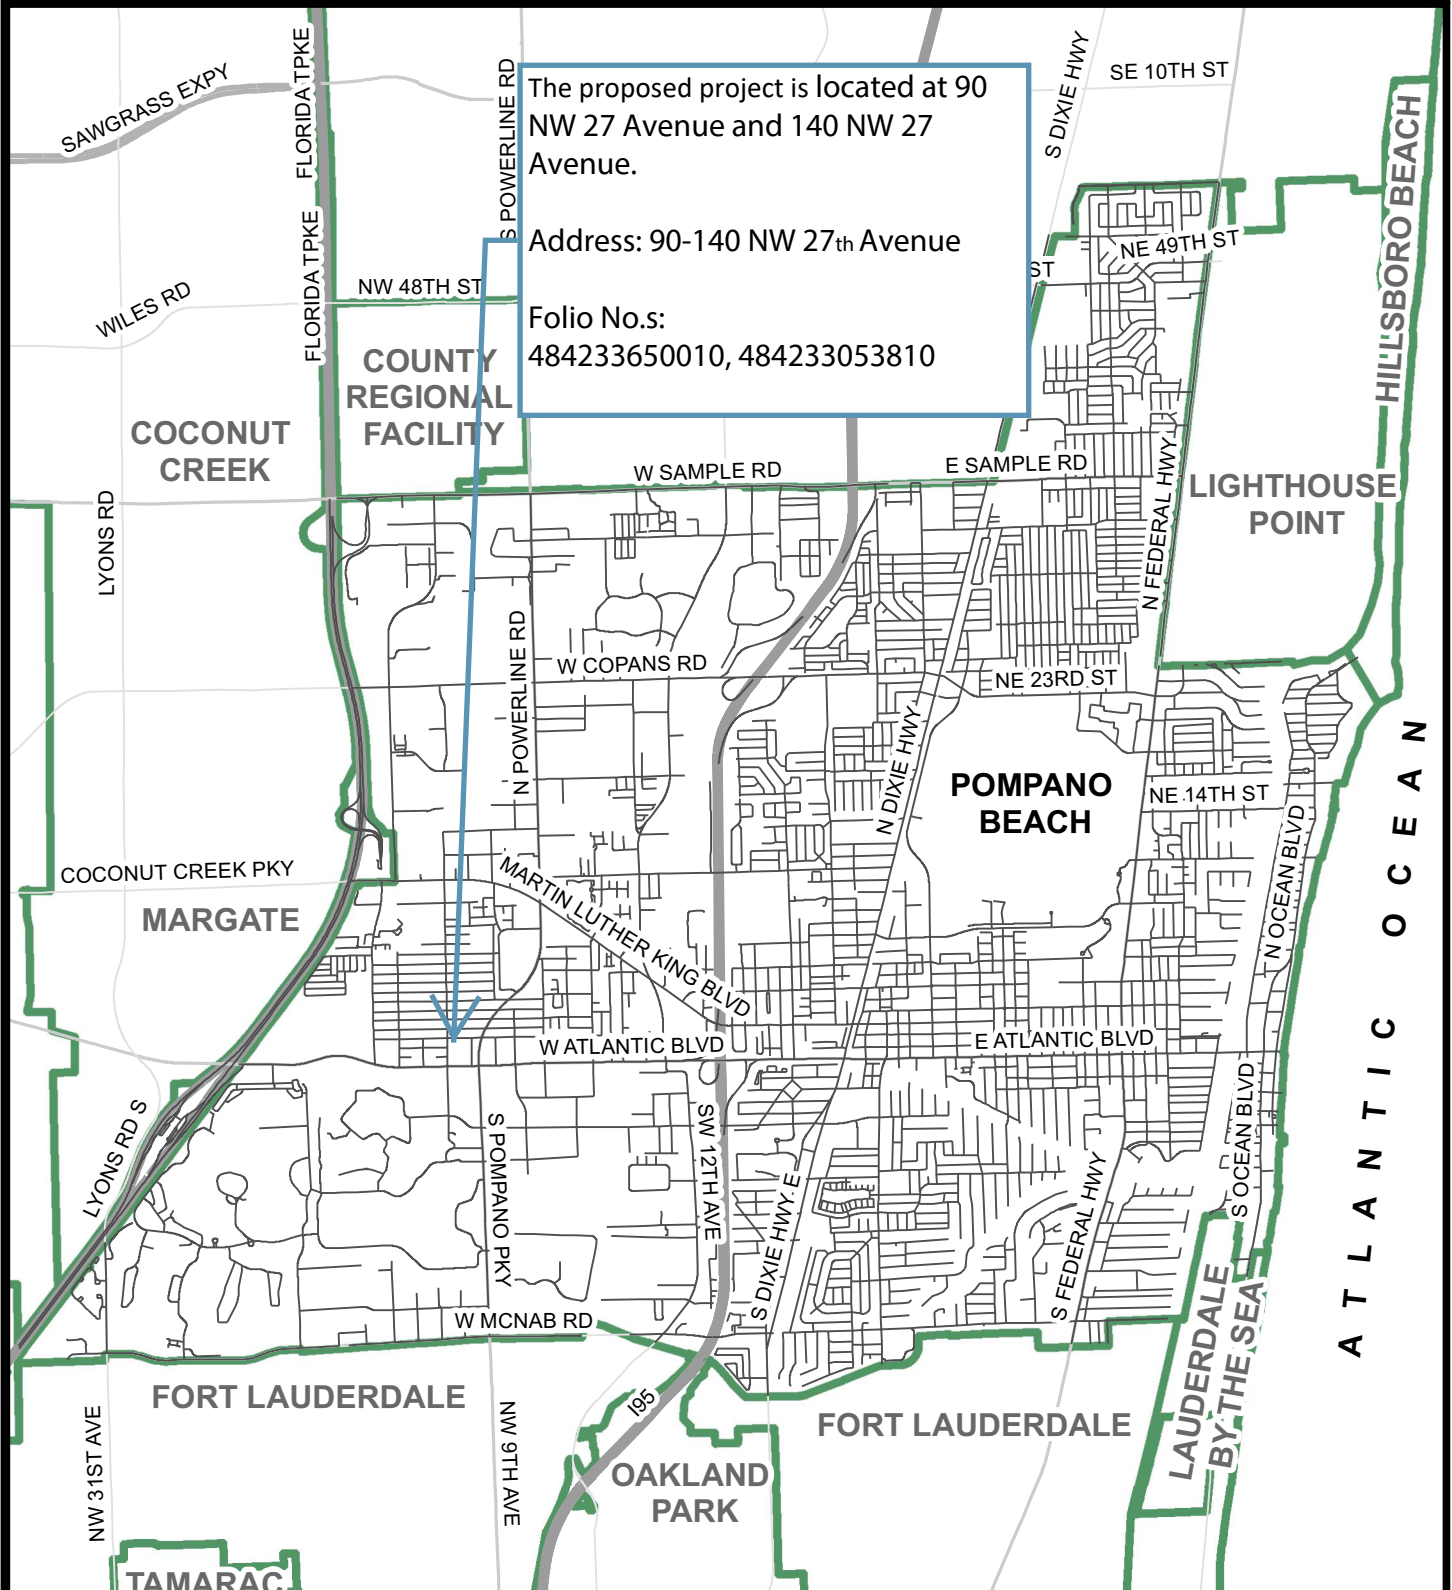 SAWGRASS EXPY
FLORIDA TPKE
S POWERLINE RD
The proposed project is located at 90
NW 27 Avenue and 140 NW 27
Avenue.
Address: 90-140 NW 27th Avenue
Folio No.s:
484233650010, 484233053810
S DIXIE HWY
SE 10TH ST
HILLSBORO BEACH
NE 49TH ST
ST
FLORIDA TPKE
NW 48TH ST
WILES RD
COUNTY
REGIONAL
FACILITY
COCONUT
CREEK
W SAMPLE RD
E SAMPLE RD
LIGHTHOUSE
POINT
LYONS RD
N FEDERAL HWY
N POWERLINE RD
W COPANS RD
NE 23RD ST
N DIXIE HWY
POMPANO
BEACH
NE 14TH ST
N OCEAN BLVD
ATLANTIC OCEAN
COCONUT CREEK PKY
MARGATE
MARTIN LUTHER KING BLVD
W ATLANTIC BLVD
E ATLANTIC BLVD
LYONS RD S
S POMPANO PKY
SW 12TH AVE
S DIXIE HWY E
S FEDERAL HWY
S OCEAN BLVD
W MCNAB RD
LAUDERDALE
BY THE SEA
FORT LAUDERDALE
FORT LAUDERDALE
I95
NW 31ST AVE
NW 9TH AVE
OAKLAND
PARK
TAMARAC